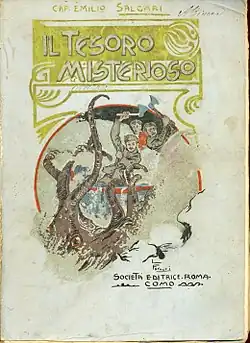 CAP. EMILIO SALGARI
IL TESORO
MISTERIOSO
SOCIETÀ EDITRICE ROMA
COMO